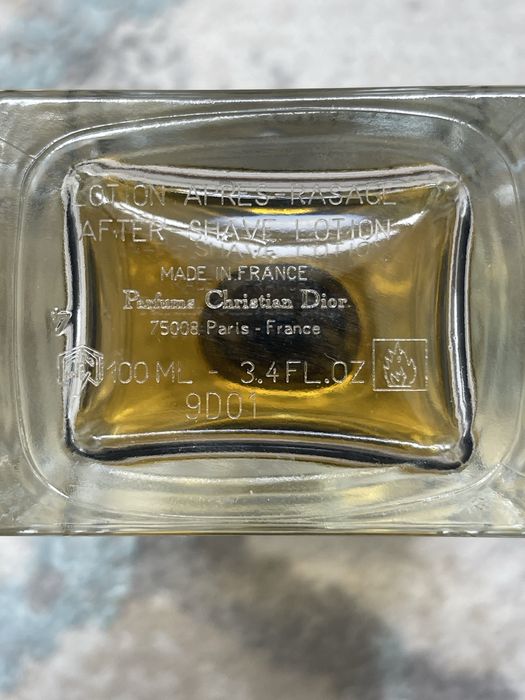 LOTION APRÈS-RASAGE
AFTER SHAVE LOTION
MADE IN FRANCE
Parfums Christian Dior
75008 Paris - France
100 ML - 3.4 FL.OZ
9D01